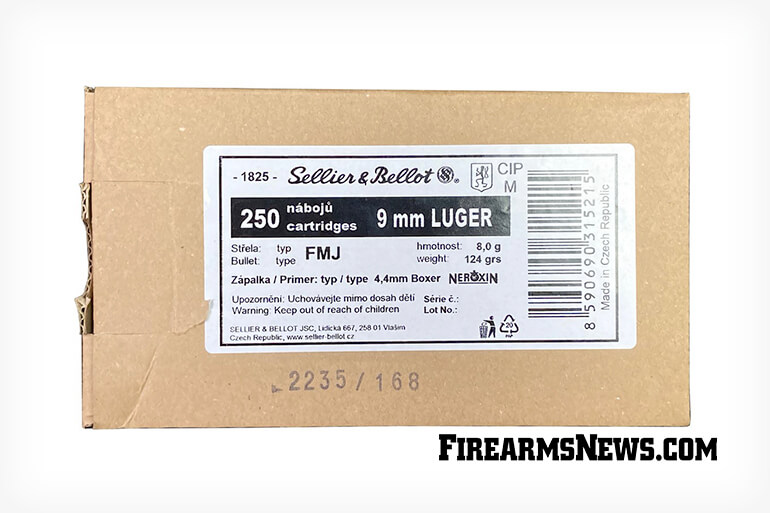 - 1825 - Sellier & Bellot S&B ®. CIP
M
250 nábojů
cartridges 9 mm LUGER
Střela: typ FMJ hmotnost: 8,0 g
Bullet: type weight: 124 grs
Zápalka / Primer: typ / type 4,4mm Boxer NEROXIN
Upozornění: Uchovávejte mimo dosah dětí Série č.:
Warning: Keep out of reach of children Lot No.:
SELLIER & BELLOT JSC, Lidická 667, 258 01 Vlašim
Czech Republic, www.sellier-bellot.cz
20
PAP
8 590690 315215
Made in Czech Republic
2235 / 168
FIREARMSNEWS.COM